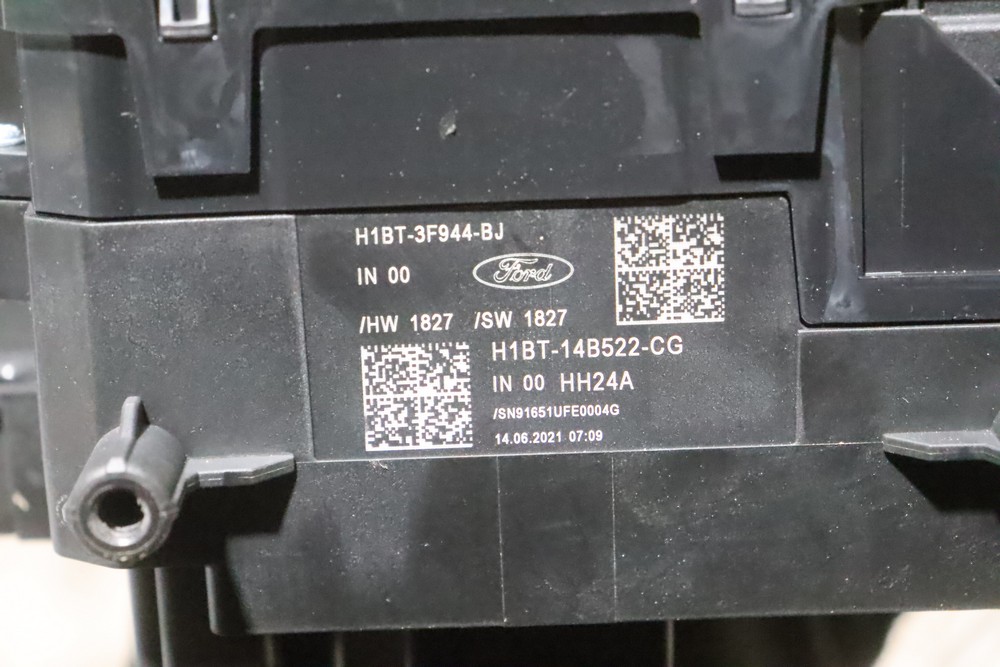 H1BT-3F944-BJ
IN 00
Ford
/HW 1827 /SW 1827
H1BT-14B522-CG
IN 00 HH24A
/SN91651UFE0004G
14.06.2021 07:09